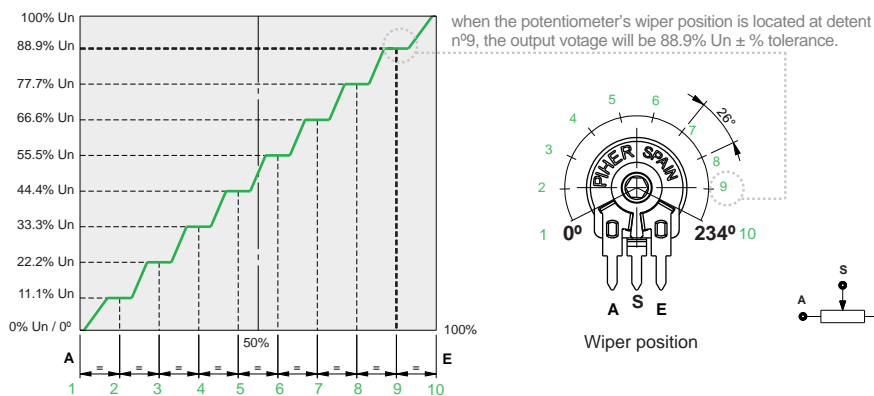 100% Un
88.9% Un
77.7% Un
66.6% Un
55.5% Un
44.4% Un
33.3% Un
22.2% Un
11.1% Un
0% Un / 0º
50%
100%
A
E
= = = = = = = = =
1 2 3 4 5 6 7 8 9 10
when the potentiometer's wiper position is located at detent
nº9, the output votage will be 88.9% Un ± % tolerance.
1 2 3 4 5 6 7 8 9 10
26°
PIHER SPAIN
0º
234º
A S E
Wiper position
S
A